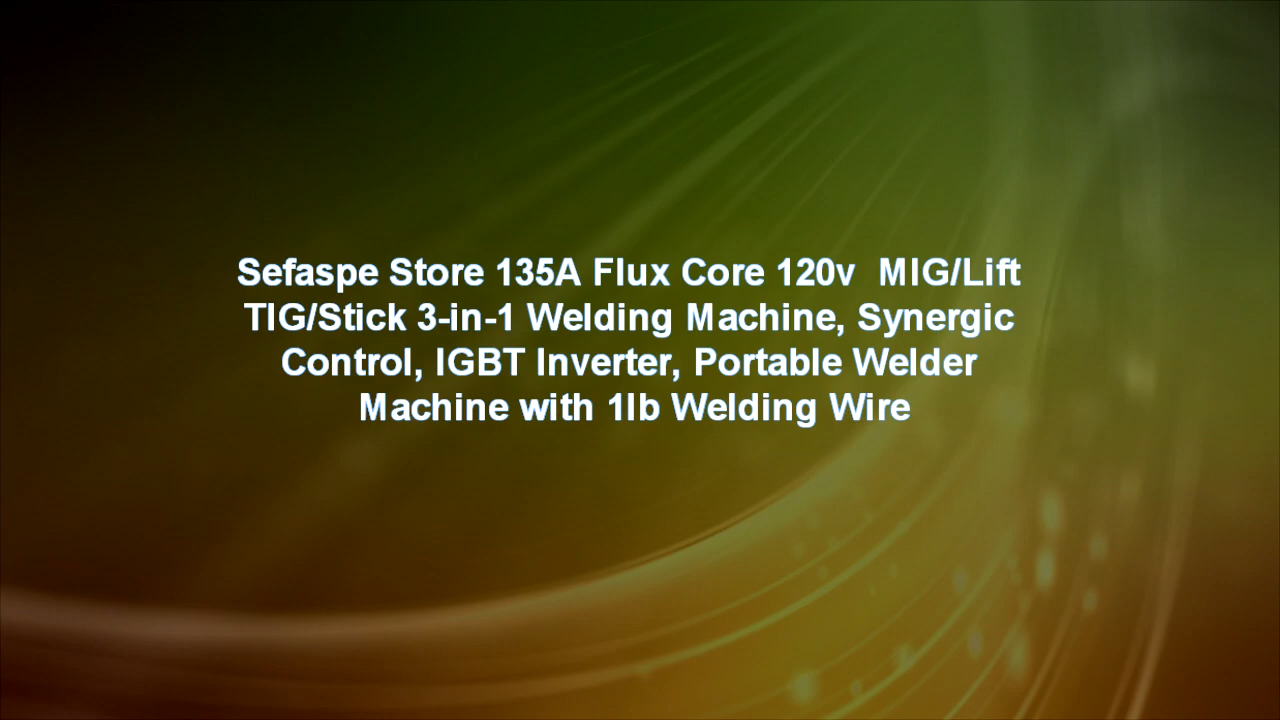 Sefaspe Store 135A Flux Core 120v  MIG/Lift
TIG/Stick 3-in-1 Welding Machine, Synergic
Control, IGBT Inverter, Portable Welder
Machine with 1lb Welding Wire